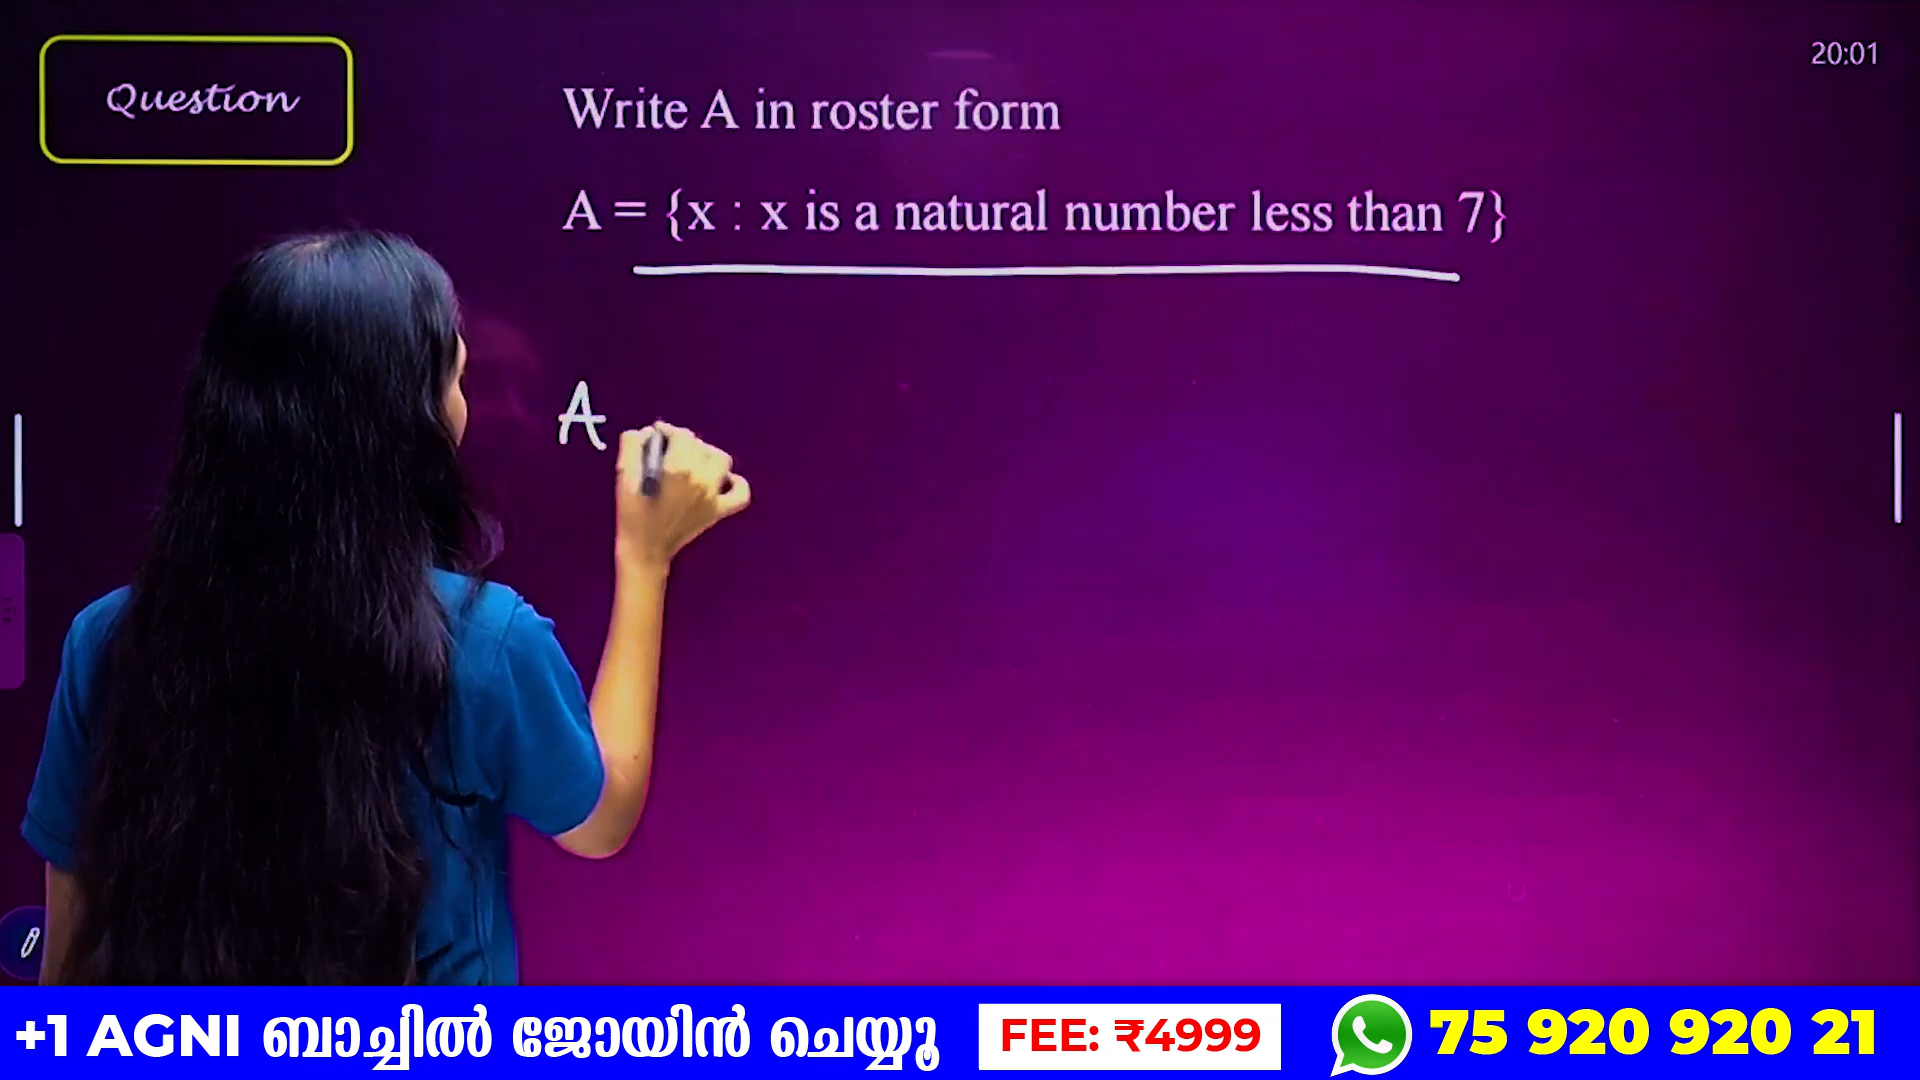 Question
20:01
Write A in roster form
A = {x : x is a natural number less than 7}
A
+1 AGNI ബാച്ചിൽ ജോയിൻ ചെയ്യൂ
FEE: ₹4999
75 920 920 21